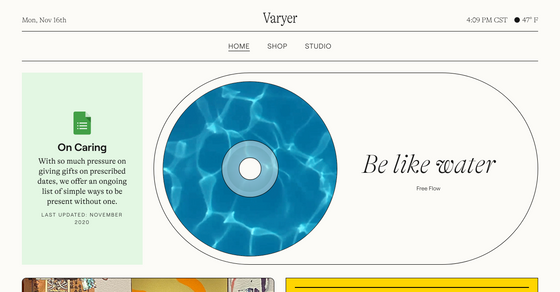 Mon, Nov 16th
Varyer
4:09 PM CST
47° F
HOME
SHOP
STUDIO
On Caring
With so much pressure on
giving gifts on prescribed
dates, we offer an ongoing
list of simple ways to be
present without one.
LAST UPDATED: NOVEMBER
2020
Be like water
Free Flow